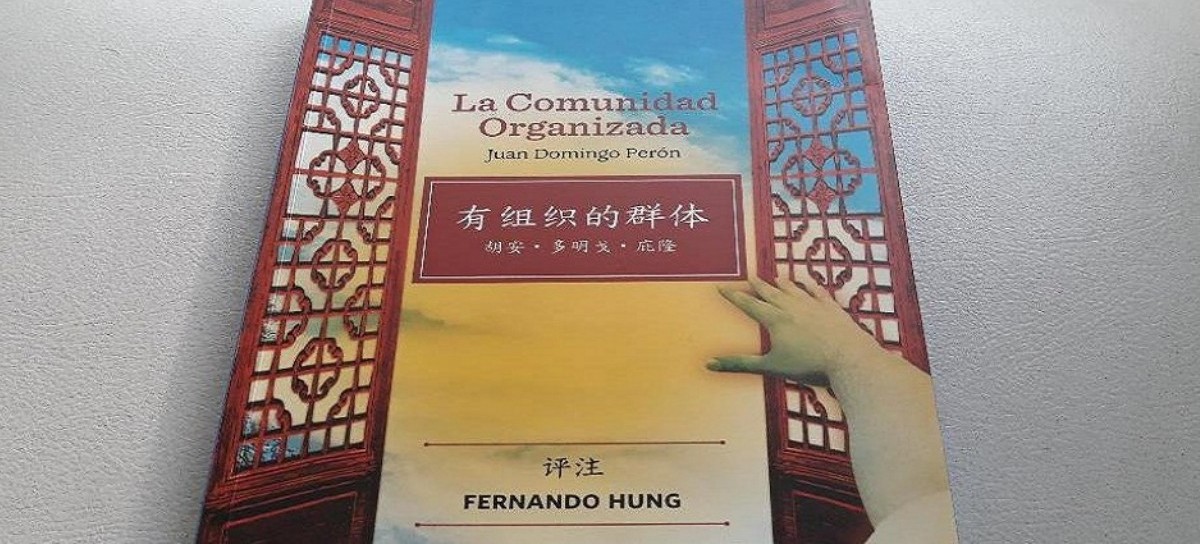 La Comunidad
Organizada
Juan Domingo Perón
有组织的群体
胡安·多明戈·庇隆
评注
FERNANDO HUNG